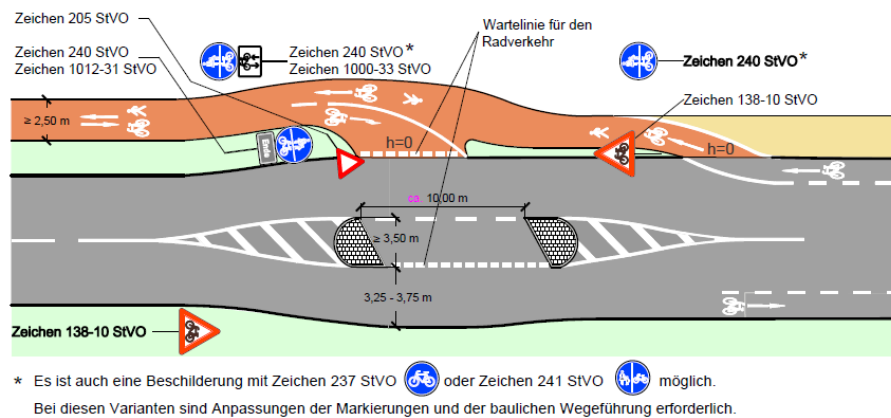 Zeichen 205 StVO
Zeichen 240 StVO
Zeichen 1012-31 StVO
Zeichen 240 StVO*
Zeichen 1000-33 StVO
Wartelinie für den
Radverkehr
Zeichen 240 StVO*
Zeichen 138-10 StVO
≥ 2,50 m
Ende
h=0
h=0
ca. 10,00 m
≥ 3,50 m
3,25 - 3,75 m
Zeichen 138-10 StVO
* Es ist auch eine Beschilderung mit Zeichen 237 StVO oder Zeichen 241 StVO möglich.
Bei diesen Varianten sind Anpassungen der Markierungen und der baulichen Wegeführung erforderlich.